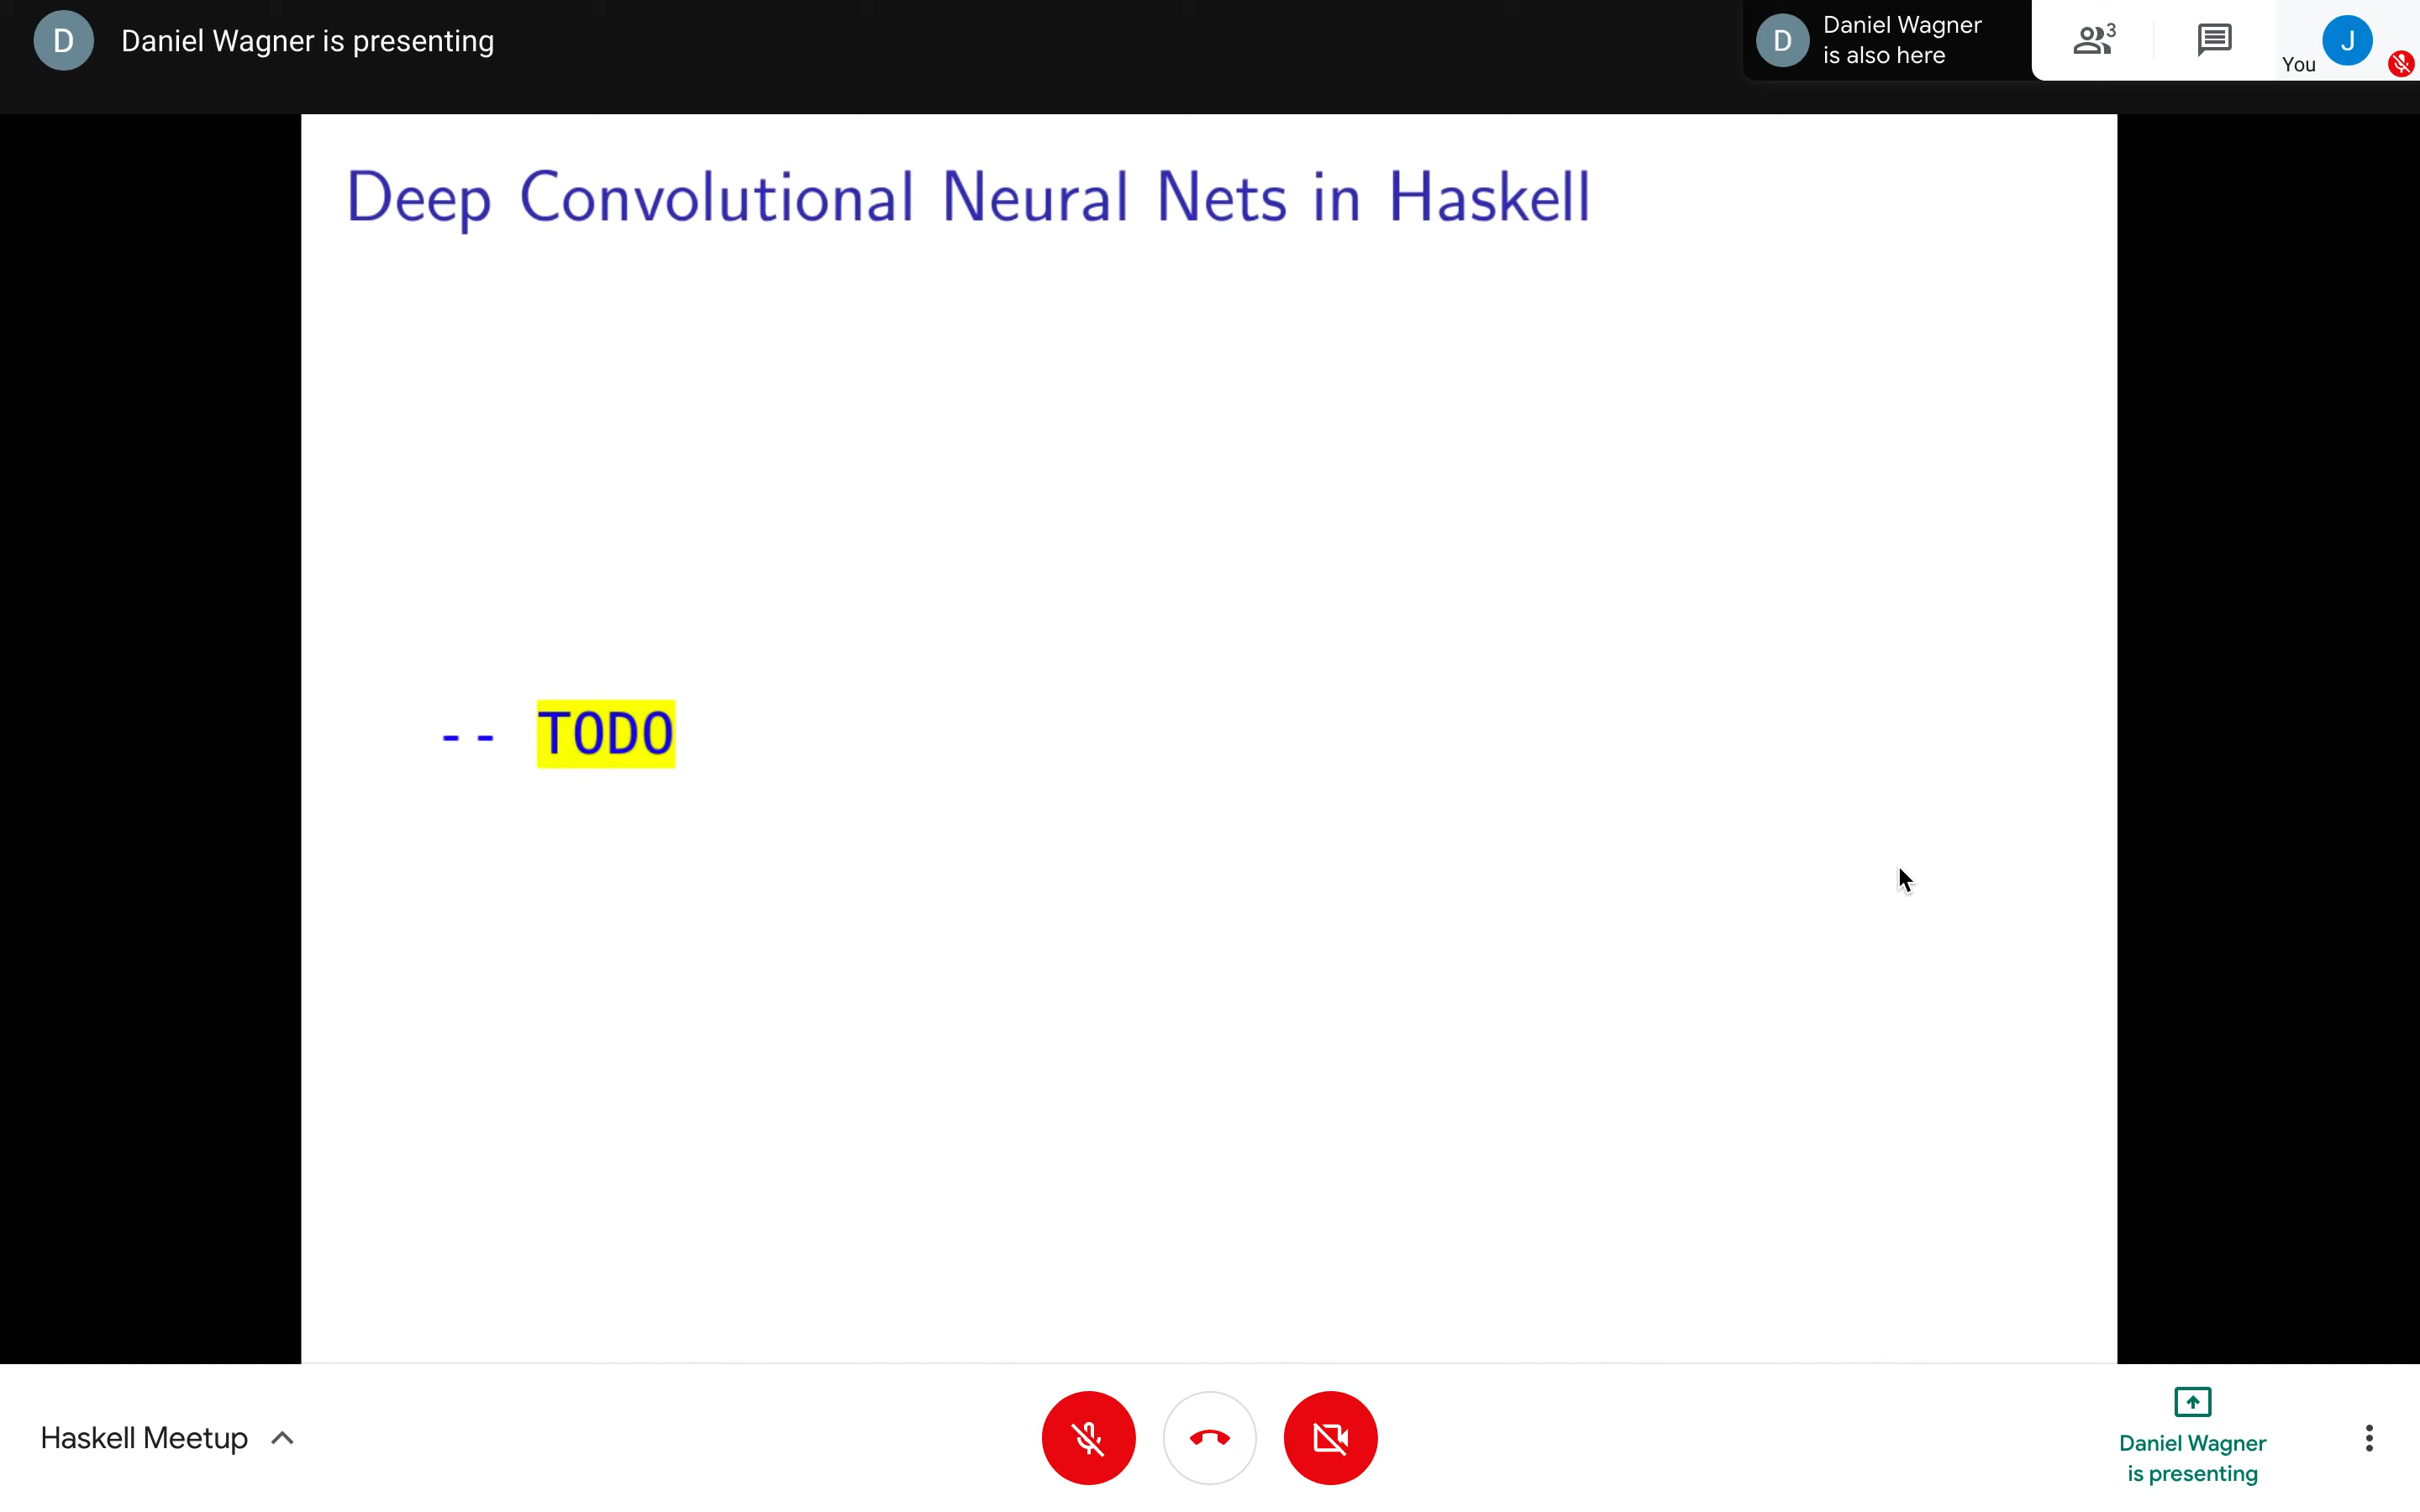 D
Daniel Wagner is presenting
D
Daniel Wagner
is also here
3
You
J
Deep Convolutional Neural Nets in Haskell
-- TODO
Haskell Meetup
Daniel Wagner
is presenting